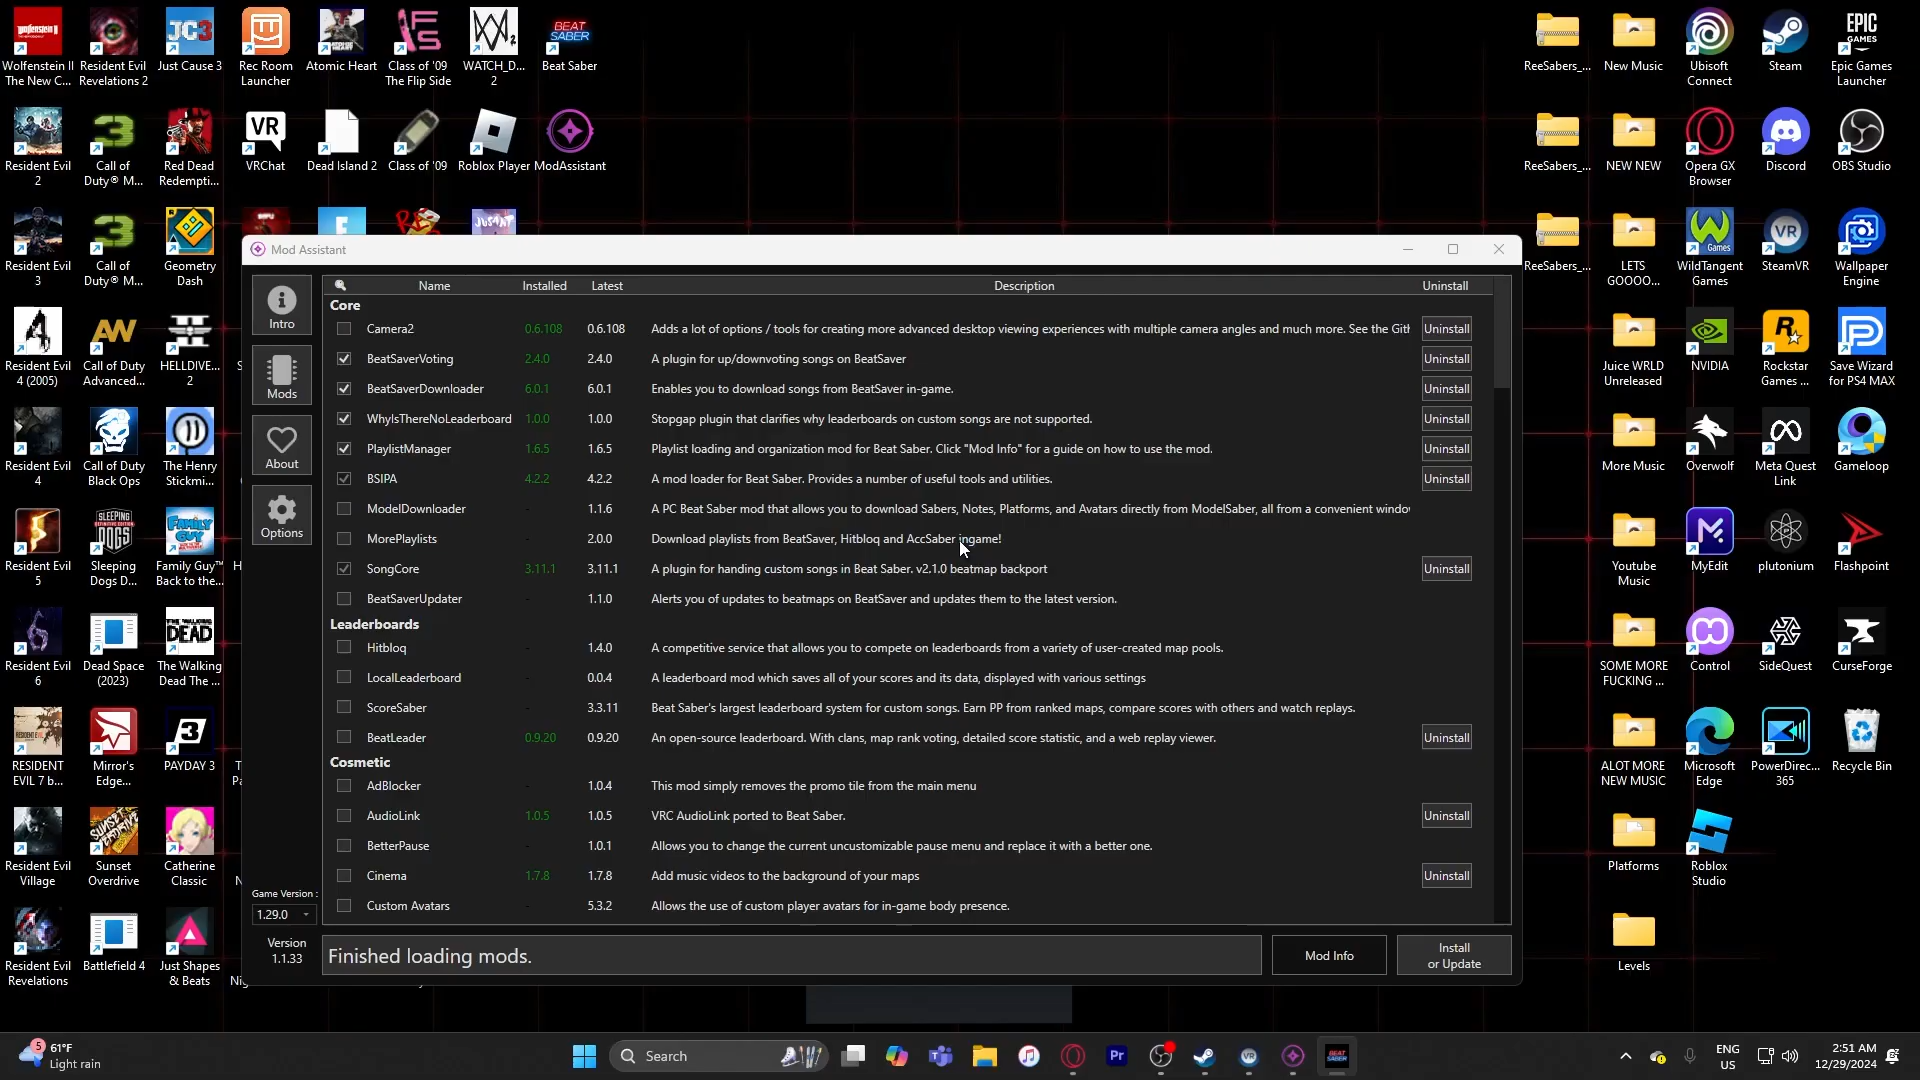 Wolfenstein II
The New C...
Resident Evil
Revelations 2
Just Cause 3
Rec Room
Launcher
Atomic Heart
Class of '09
The Flip Side
WATCH_D...
2
BEAT
SABER
Beat Saber
ReeSabers_...
New Music
Ubisoft
Connect
Steam
EPIC
GAMES
Epic Games
Launcher
Resident Evil
2
Call of
Duty® M...
Red Dead
Redempti...
VR
VRChat
Dead Island 2
Class of '09
Roblox Player
ModAssistant
ReeSabers_...
NEW NEW
Opera GX
Browser
Discord
OBS Studio
Resident Evil
3
Call of
Duty® M...
Geometry
Dash
ReeSabers_...
LETS
GOOOO...
WildTangent
Games
SteamVR
Wallpaper
Engine
Resident Evil
4 (2005)
Call of Duty
Advanced...
HELLDIVE...
2
Juice WRLD
Unreleased
NVIDIA
Rockstar
Games ...
Save Wizard
for PS4 MAX
Resident Evil
4
Call of Duty
Black Ops
The Henry
Stickmi...
More Music
Overwolf
Meta Quest
Link
Gameloop
Resident Evil
5
Sleeping
Dogs D...
Family Guy™
Back to the...
Youtube
Music
MyEdit
plutonium
Flashpoint
Resident Evil
6
Dead Space
(2023)
The Walking
Dead The ...
SOME MORE
FUCKING ...
Control
SideQuest
CurseForge
RESIDENT
EVIL 7 b...
Mirror's
Edge...
PAYDAY 3
ALOT MORE
NEW MUSIC
Microsoft
Edge
PowerDirec...
365
Recycle Bin
Resident Evil
Village
Sunset
Overdrive
Catherine
Classic
Platforms
Roblox
Studio
Resident Evil
Revelations
Battlefield 4
Just Shapes
& Beats
Levels
Mod Assistant
Intro
Mods
About
Options
Game Version :
1.29.0
Version
1.1.33
Name Installed Latest Description Uninstall
Core
Camera2 0.6.108 0.6.108 Adds a lot of options / tools for creating more advanced desktop viewing experiences with multiple camera angles and much more. See the Gith Uninstall
BeatSaverVoting 2.4.0 2.4.0 A plugin for up/downvoting songs on BeatSaver Uninstall
BeatSaverDownloader 6.0.1 6.0.1 Enables you to download songs from BeatSaver in-game. Uninstall
WhyIsThereNoLeaderboard 1.0.0 1.0.0 Stopgap plugin that clarifies why leaderboards on custom songs are not supported. Uninstall
PlaylistManager 1.6.5 1.6.5 Playlist loading and organization mod for Beat Saber. Click "Mod Info" for a guide on how to use the mod. Uninstall
BSIPA 4.2.2 4.2.2 A mod loader for Beat Saber. Provides a number of useful tools and utilities. Uninstall
ModelDownloader - 1.1.6 A PC Beat Saber mod that allows you to download Sabers, Notes, Platforms, and Avatars directly from ModelSaber, all from a convenient window
MorePlaylists - 2.0.0 Download playlists from BeatSaver, Hitbloq and AccSaber ingame!
SongCore 3.11.1 3.11.1 A plugin for handing custom songs in Beat Saber. v2.1.0 beatmap backport Uninstall
BeatSaverUpdater - 1.1.0 Alerts you of updates to beatmaps on BeatSaver and updates them to the latest version.
Leaderboards
Hitbloq - 1.4.0 A competitive service that allows you to compete on leaderboards from a variety of user-created map pools.
LocalLeaderboard - 0.0.4 A leaderboard mod which saves all of your scores and its data, displayed with various settings
ScoreSaber - 3.3.11 Beat Saber's largest leaderboard system for custom songs. Earn PP from ranked maps, compare scores with others and watch replays.
BeatLeader 0.9.20 0.9.20 An open-source leaderboard. With clans, map rank voting, detailed score statistic, and a web replay viewer. Uninstall
Cosmetic
AdBlocker - 1.0.4 This mod simply removes the promo tile from the main menu
AudioLink 1.0.5 1.0.5 VRC AudioLink ported to Beat Saber. Uninstall
BetterPause - 1.0.1 Allows you to change the current uncustomizable pause menu and replace it with a better one.
Cinema 1.7.8 1.7.8 Add music videos to the background of your maps Uninstall
Custom Avatars - 5.3.2 Allows the use of custom player avatars for in-game body presence.
Finished loading mods.
Mod Info
Install
or Update
5
61°F
Light rain
Search
Pr
ENG
US
2:51 AM
12/29/2024